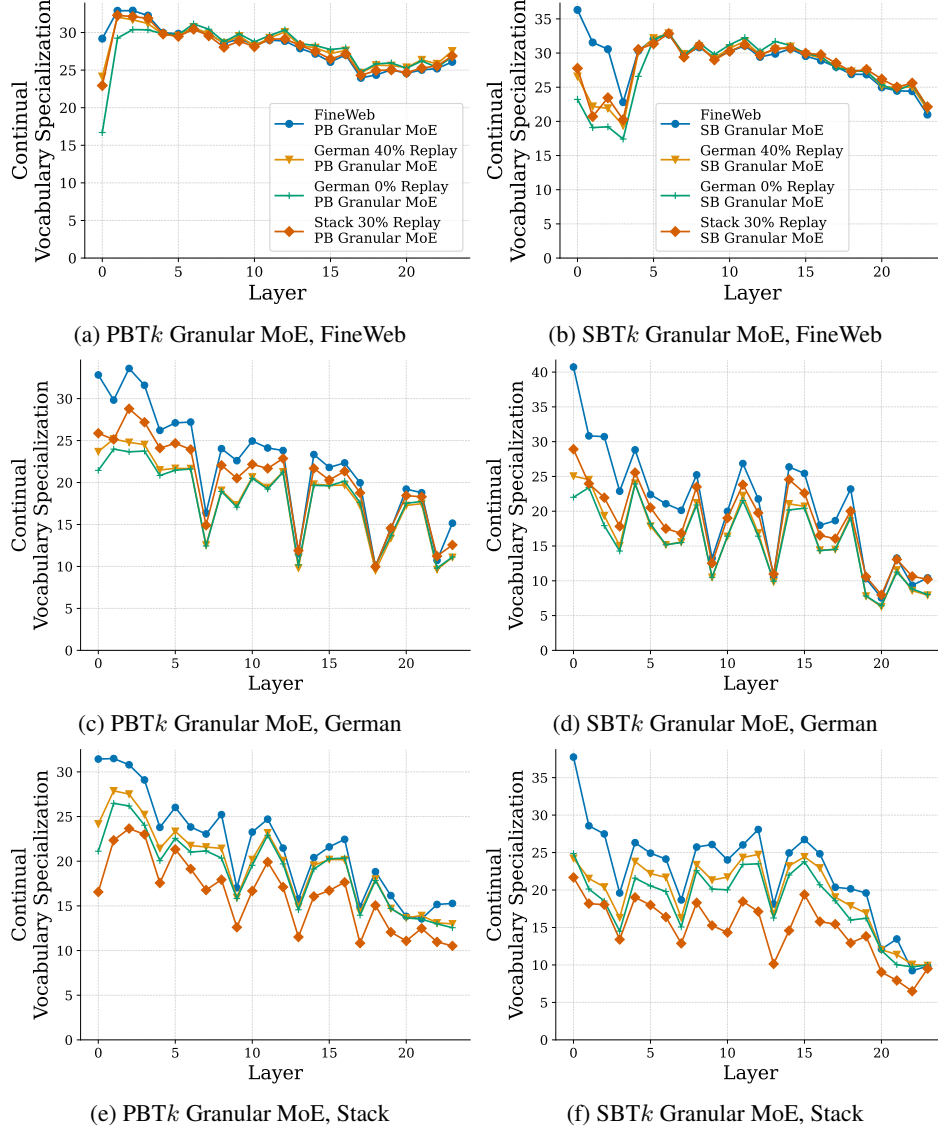 Continual
Vocabulary Specialization
30
25
20
15
10
5
0
0
5
10
15
20
Layer
FineWeb
PB Granular MoE
German 40% Replay
PB Granular MoE
German 0% Replay
PB Granular MoE
Stack 30% Replay
PB Granular MoE
(a) PBTk Granular MoE, FineWeb
Continual
Vocabulary Specialization
35
30
25
20
15
10
5
0
0
5
10
15
20
Layer
FineWeb
SB Granular MoE
German 40% Replay
SB Granular MoE
German 0% Replay
SB Granular MoE
Stack 30% Replay
SB Granular MoE
(b) SBTk Granular MoE, FineWeb
Continual
Vocabulary Specialization
30
25
20
15
10
5
0
0
5
10
15
20
Layer
(c) PBTk Granular MoE, German
Continual
Vocabulary Specialization
40
35
30
25
20
15
10
5
0
0
5
10
15
20
Layer
(d) SBTk Granular MoE, German
Continual
Vocabulary Specialization
30
25
20
15
10
5
0
0
5
10
15
20
Layer
(e) PBTk Granular MoE, Stack
Continual
Vocabulary Specialization
35
30
25
20
15
10
5
0
0
5
10
15
20
Layer
(f) SBTk Granular MoE, Stack